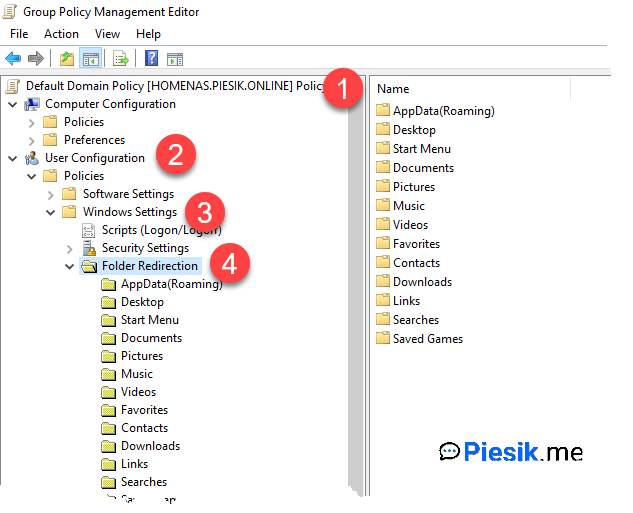 Group Policy Management Editor
File Action View Help
Default Domain Policy [HOMENAS.PIESIK.ONLINE] Policy
1
Computer Configuration
Policies
Preferences
User Configuration
2
Policies
Software Settings
Windows Settings
3
Scripts (Logon/Logoff)
Security Settings
Folder Redirection
4
AppData(Roaming)
Desktop
Start Menu
Documents
Pictures
Music
Videos
Favorites
Contacts
Downloads
Links
Searches
Name
AppData(Roaming)
Desktop
Start Menu
Documents
Pictures
Music
Videos
Favorites
Contacts
Downloads
Links
Searches
Saved Games
Piesik.me